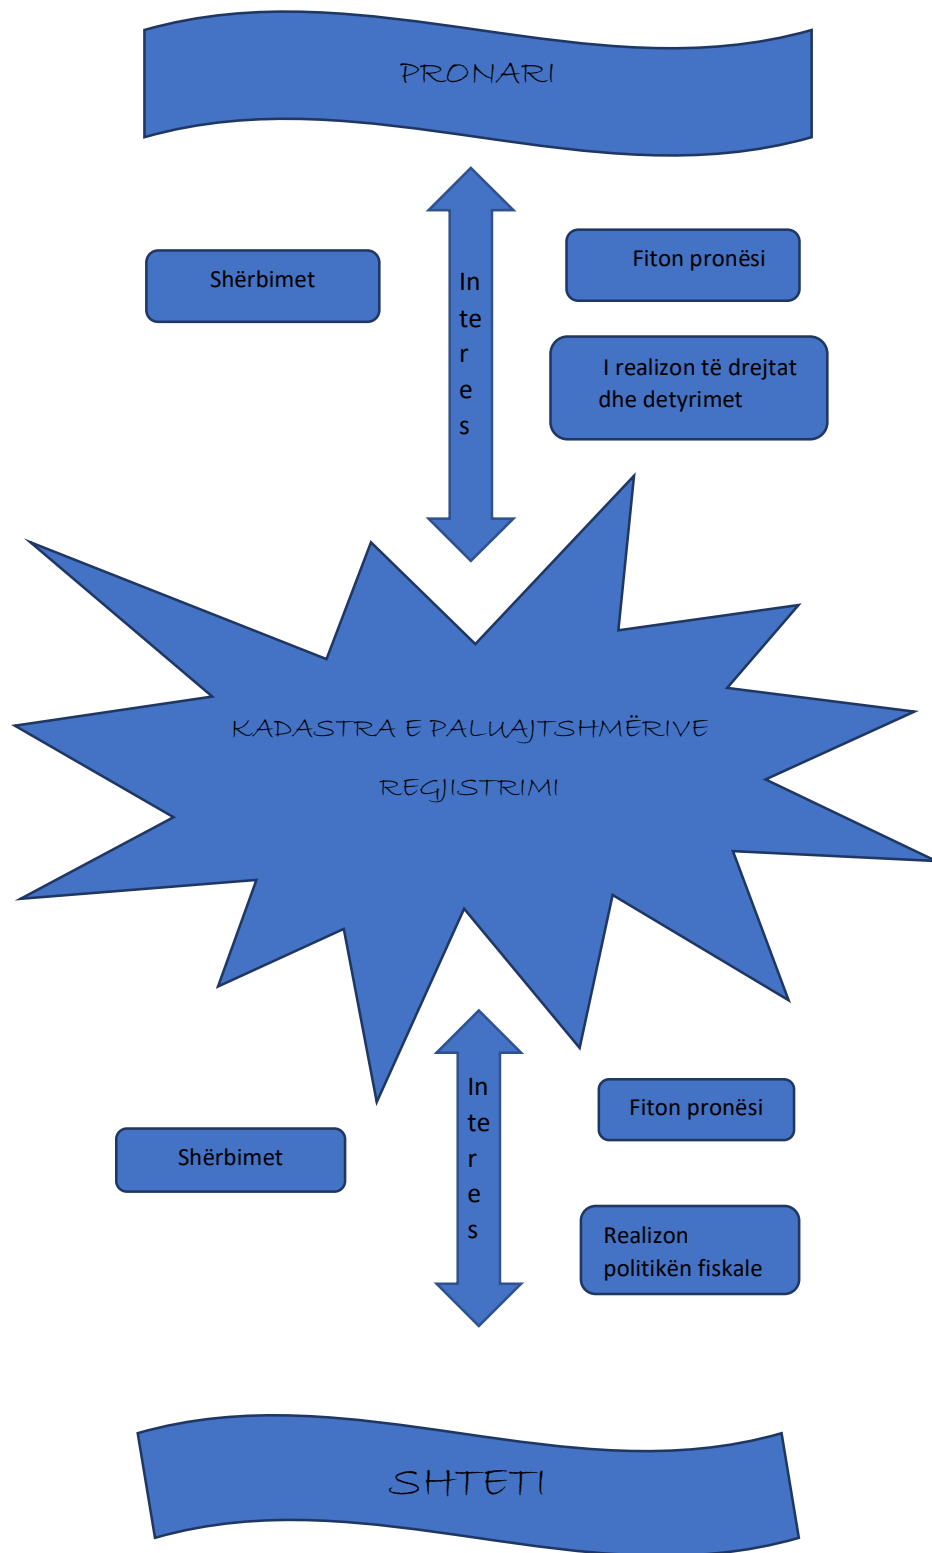 PRONARI
Shërbimet
In
te
r
e
s
Fiton pronësi
I realizon të drejtat
dhe detyrimet
KADASTRA E PALUAJTSHMËRIVE
REGJISTRIMI
Shërbimet
In
te
r
e
s
Fiton pronësi
Realizon
politikën fiskale
SHTETI